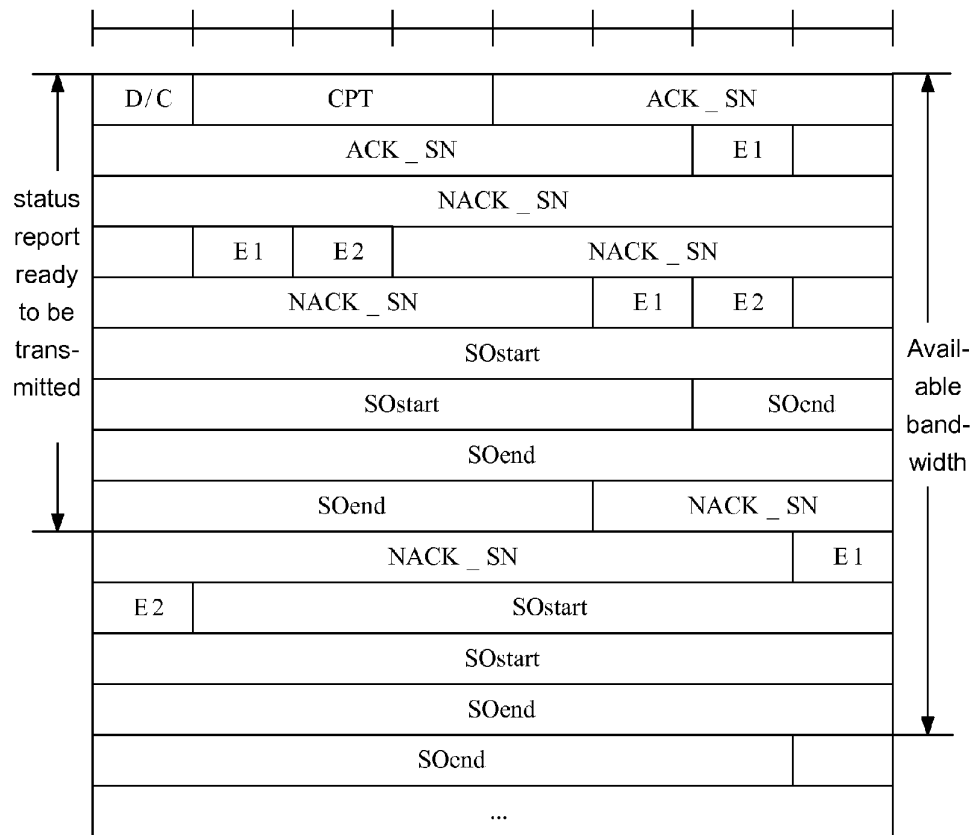 D/C CPT ACK _ SN
ACK _ SN E1
NACK _ SN
E1 E2 NACK _ SN
NACK _ SN E1 E2
SOstart
SOstart SOend
SOend
SOend NACK _ SN
NACK _ SN E1
E2 SOstart
SOstart
SOend
SOend
...
status
report
ready
to be
trans-
mitted
Avail-
able
band-
width